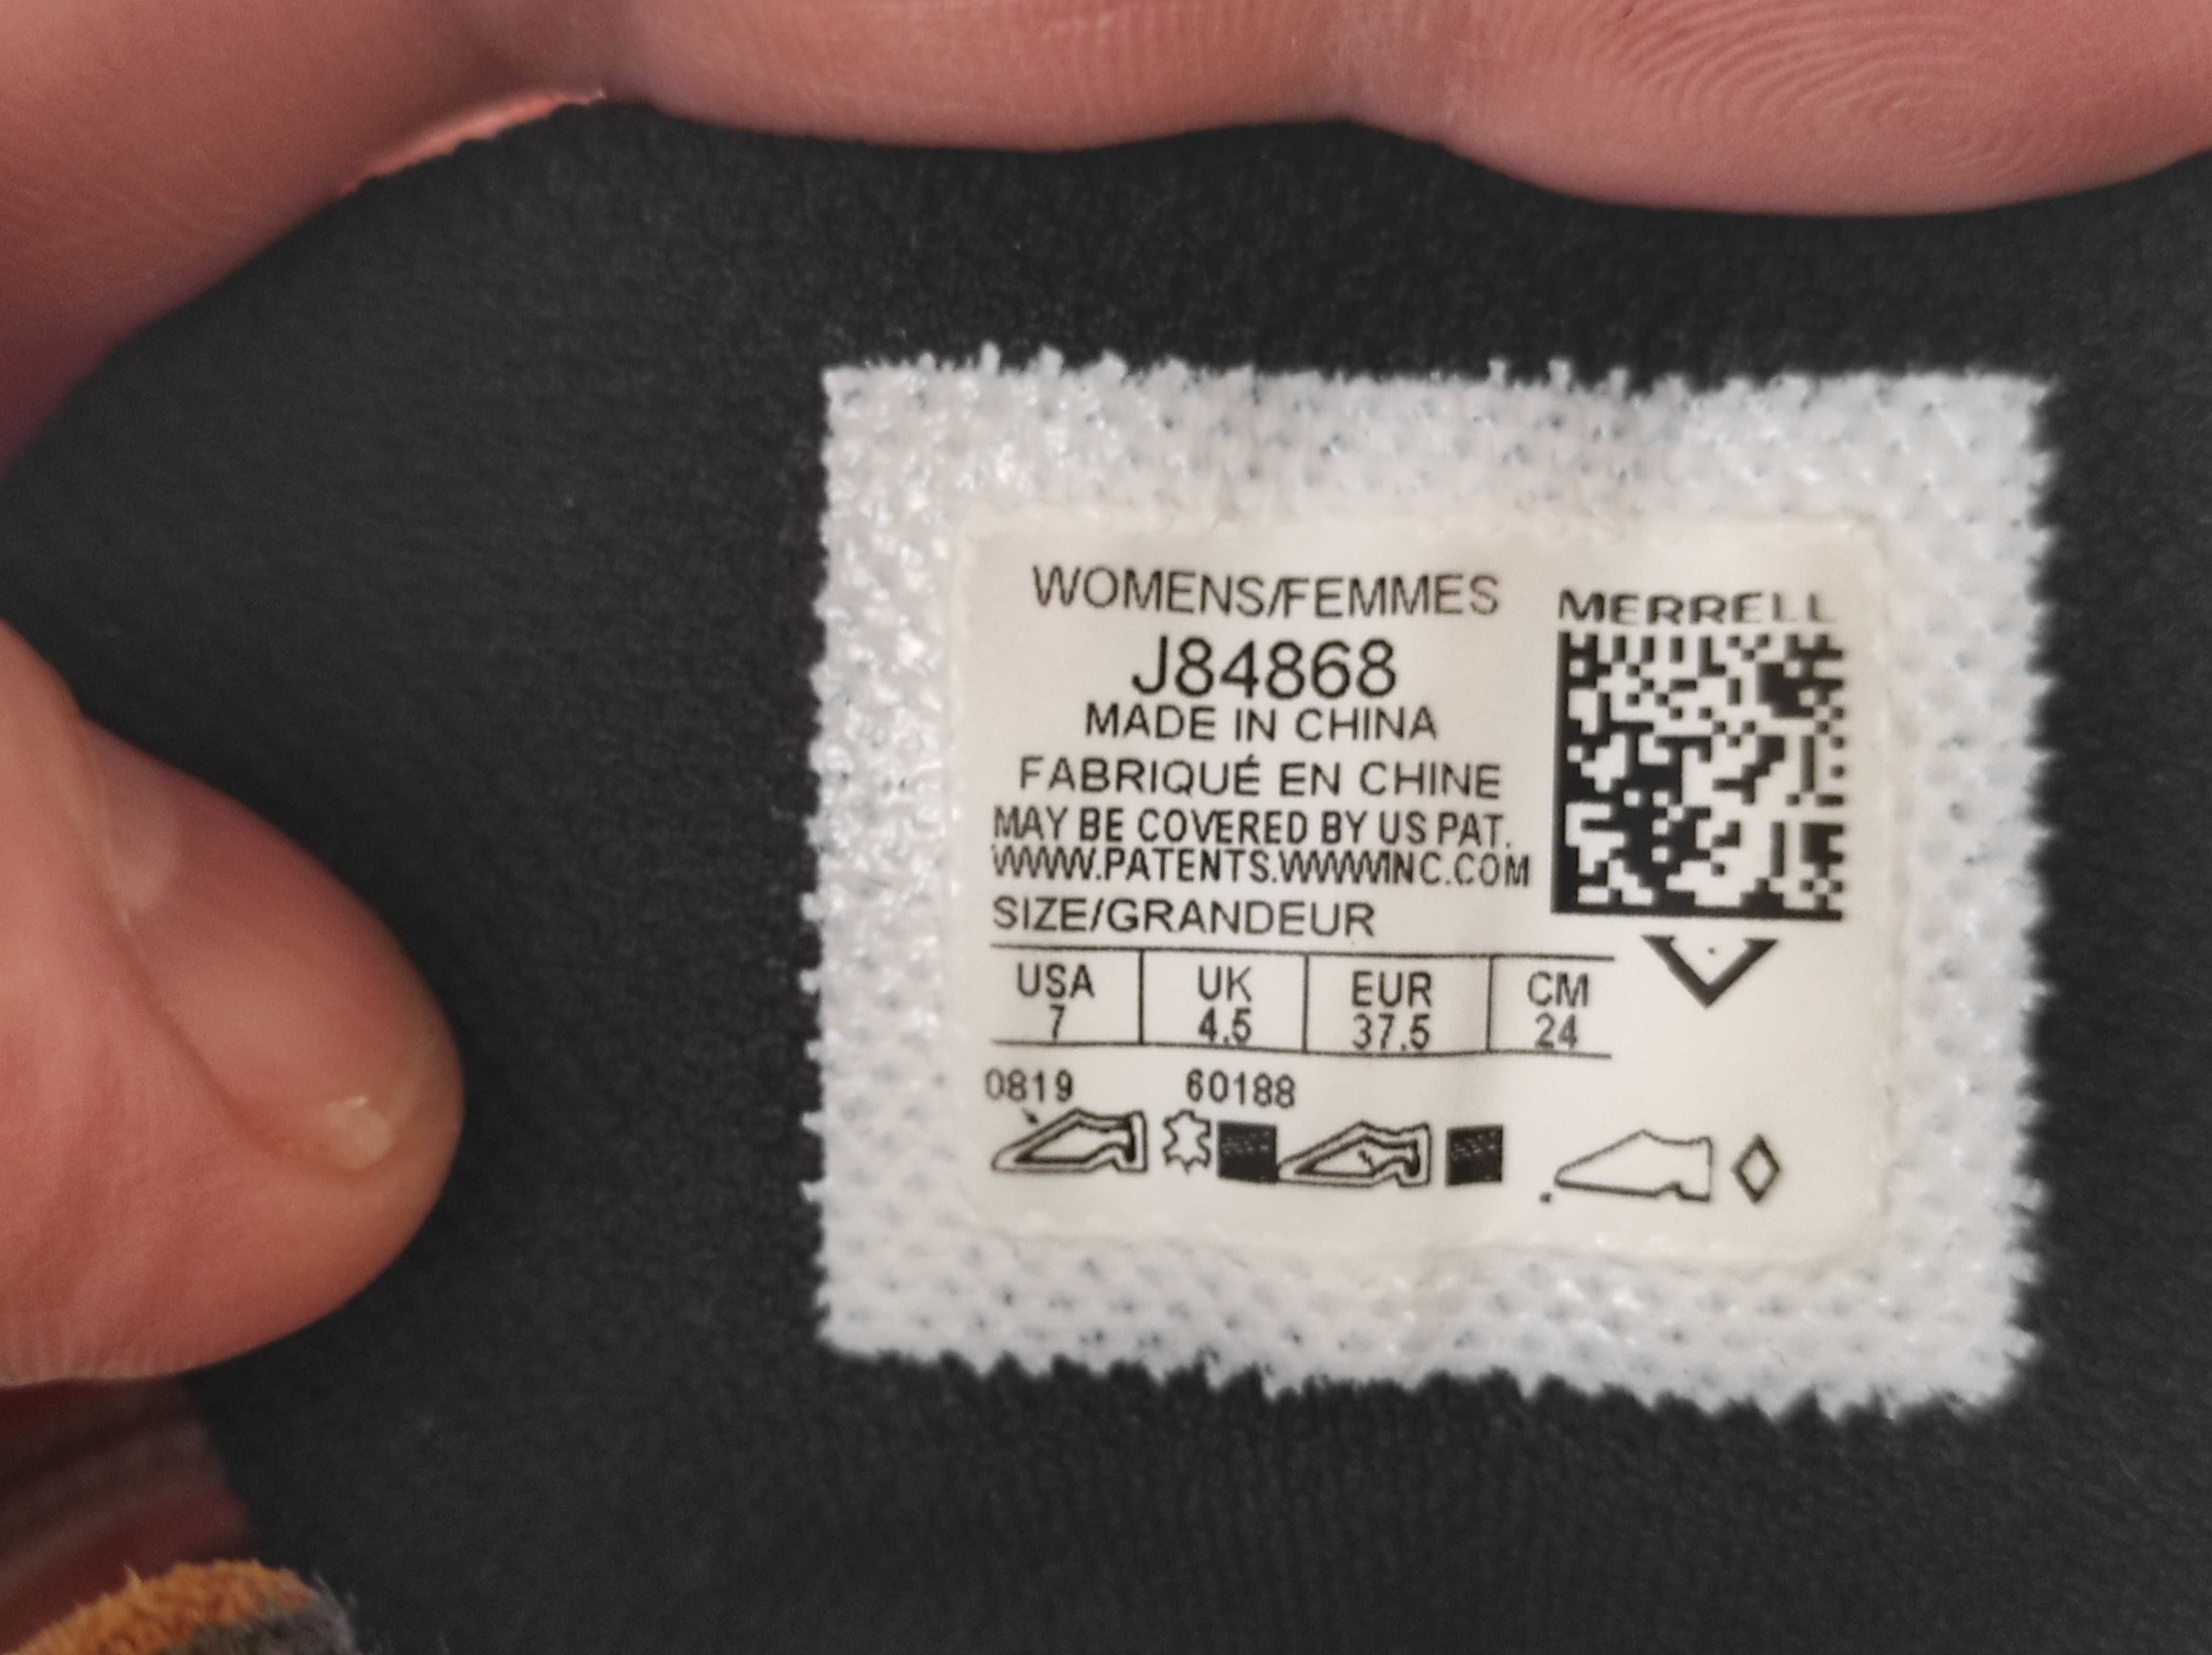 WOMENS/FEMMES
MERRELL
J84868
MADE IN CHINA
FABRIQUÉ EN CHINE
MAY BE COVERED BY US PAT.
WWW.PATENTS.WWWINC.COM
SIZE/GRANDEUR
USA UK EUR CM
7 4.5 37.5 24
0819 60188